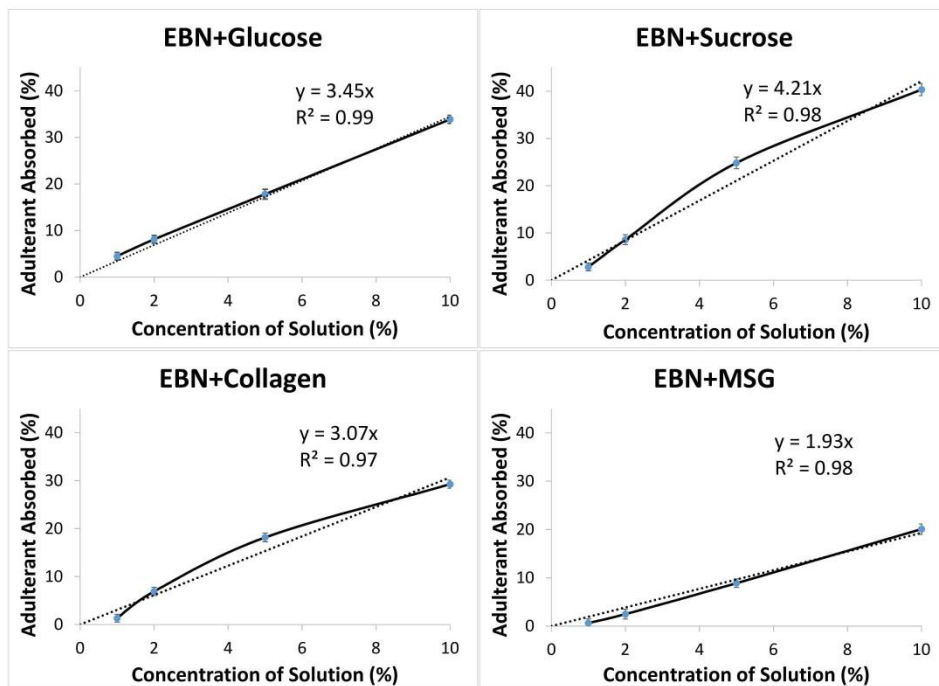 EBN+Glucose
y = 3.45x
R² = 0.99
Adulterant Absorbed (%)
40
30
20
10
0
0 2 4 6 8 10
Concentration of Solution (%)
EBN+Sucrose
y = 4.21x
R² = 0.98
Adulterant Absorbed (%)
40
30
20
10
0
0 2 4 6 8 10
Concentration of Solution (%)
EBN+Collagen
y = 3.07x
R² = 0.97
Adulterant Absorbed (%)
40
30
20
10
0
0 2 4 6 8 10
Concentration of Solution (%)
EBN+MSG
y = 1.93x
R² = 0.98
Adulterant Absorbed (%)
40
30
20
10
0
0 2 4 6 8 10
Concentration of Solution (%)